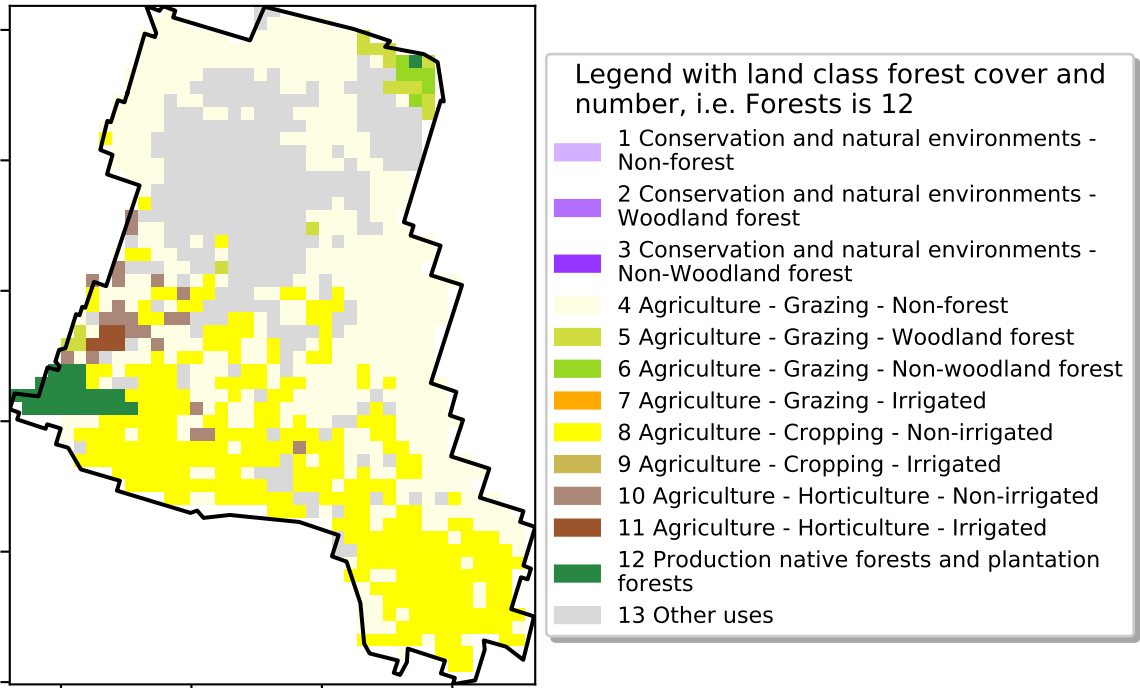 Legend with land class forest cover and
number, i.e. Forests is 12
1 Conservation and natural environments -
Non-forest
2 Conservation and natural environments -
Woodland forest
3 Conservation and natural environments -
Non-Woodland forest
4 Agriculture - Grazing - Non-forest
5 Agriculture - Grazing - Woodland forest
6 Agriculture - Grazing - Non-woodland forest
7 Agriculture - Grazing - Irrigated
8 Agriculture - Cropping - Non-irrigated
9 Agriculture - Cropping - Irrigated
10 Agriculture - Horticulture - Non-irrigated
11 Agriculture - Horticulture - Irrigated
12 Production native forests and plantation
forests
13 Other uses